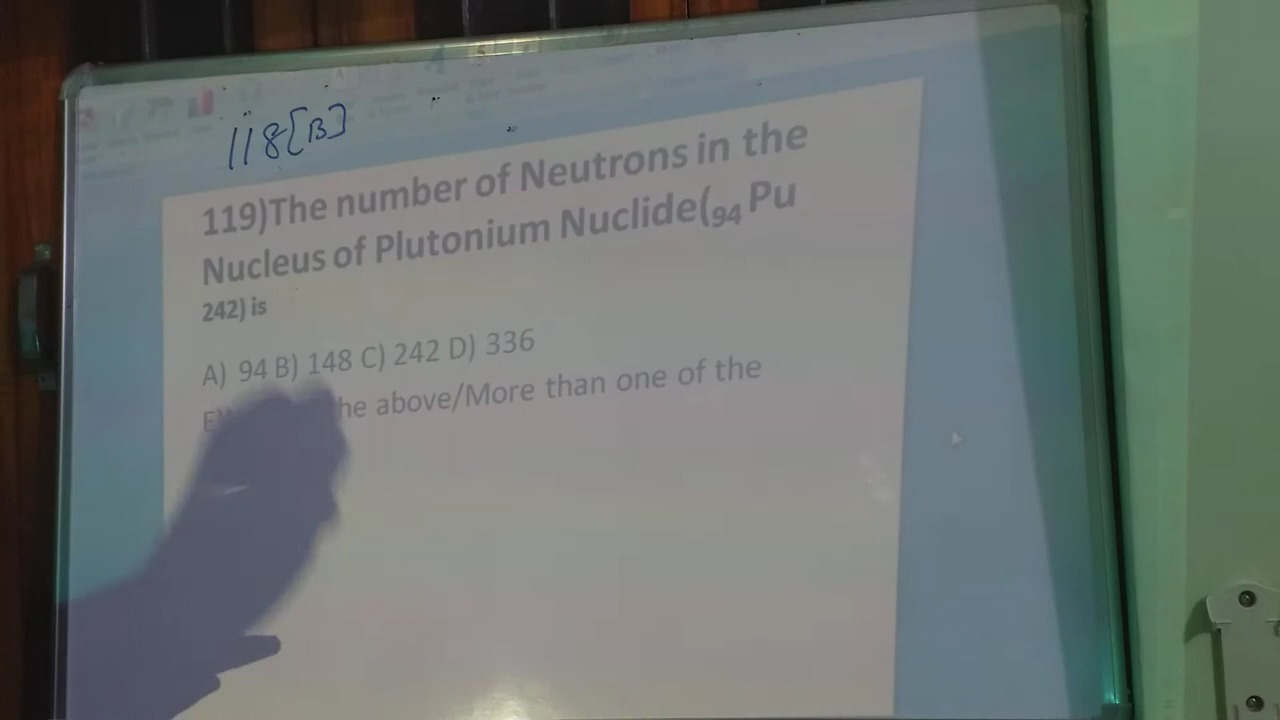 118[B]
119)The number of Neutrons in the
Nucleus of Plutonium Nuclide(₉₄ Pu
242) is
A) 94 B) 148 C) 242 D) 336
E) he above/More than one of the